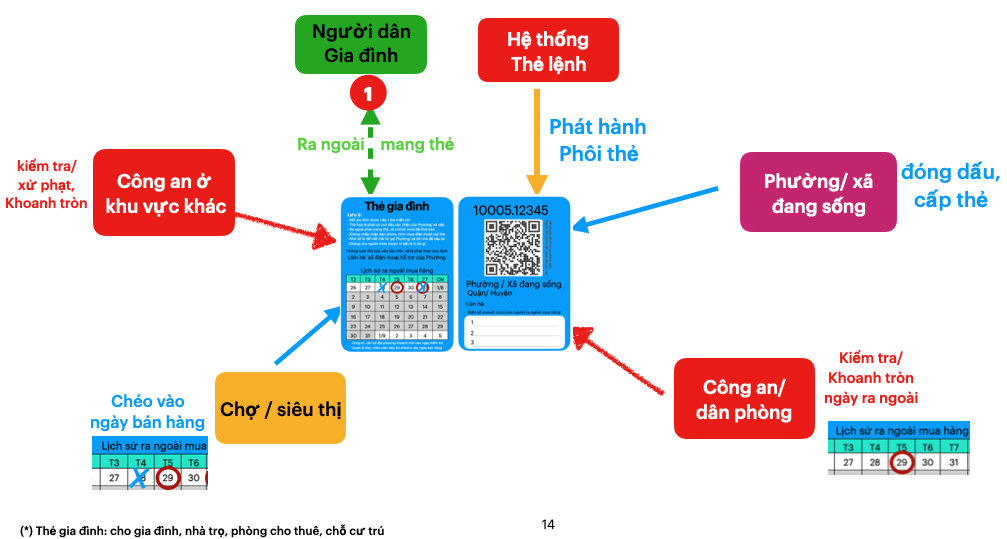 Người dân
Gia đình
Hệ thống
Thẻ lệnh
1
Phát hành
Phôi thẻ
Ra ngoài mang thẻ
kiểm tra/
xử phạt,
Khoanh tròn
Công an ở
khu vực khác
Phường/ xã
đang sống
đóng dấu,
cấp thẻ
Thẻ gia đình
Lưu ý:
Liên hệ: số điện thoại hỗ trợ của Phường
Lịch sử ra ngoài mua hàng
T2 T3 T4 T5 T6 T7 CN
26 27 29 30 1/8
2 3 4 5 6 7 8
9 10 11 12 13 14 15
16 17 18 19 20 21 22
23 24 25 26 27 28 29
30 31 1/9 2 3 4 5
10005.12345
Phường / Xã đang sống
Quận/ Huyện
Liên hệ:
1
2
3
Chợ / siêu thị
Chéo vào
ngày bán hàng
Lịch sử ra ngoài mua
T3 T4 T5 T6
27 29 30
Công an/
dân phòng
Kiểm tra/
Khoanh tròn
ngày ra ngoài
Lịch sử ra ngoài mua hàng
T3 T4 T5 T6 T7
27 28 29 30 31
(*) Thẻ gia đình: cho gia đình, nhà trọ, phòng cho thuê, chỗ cư trú
14